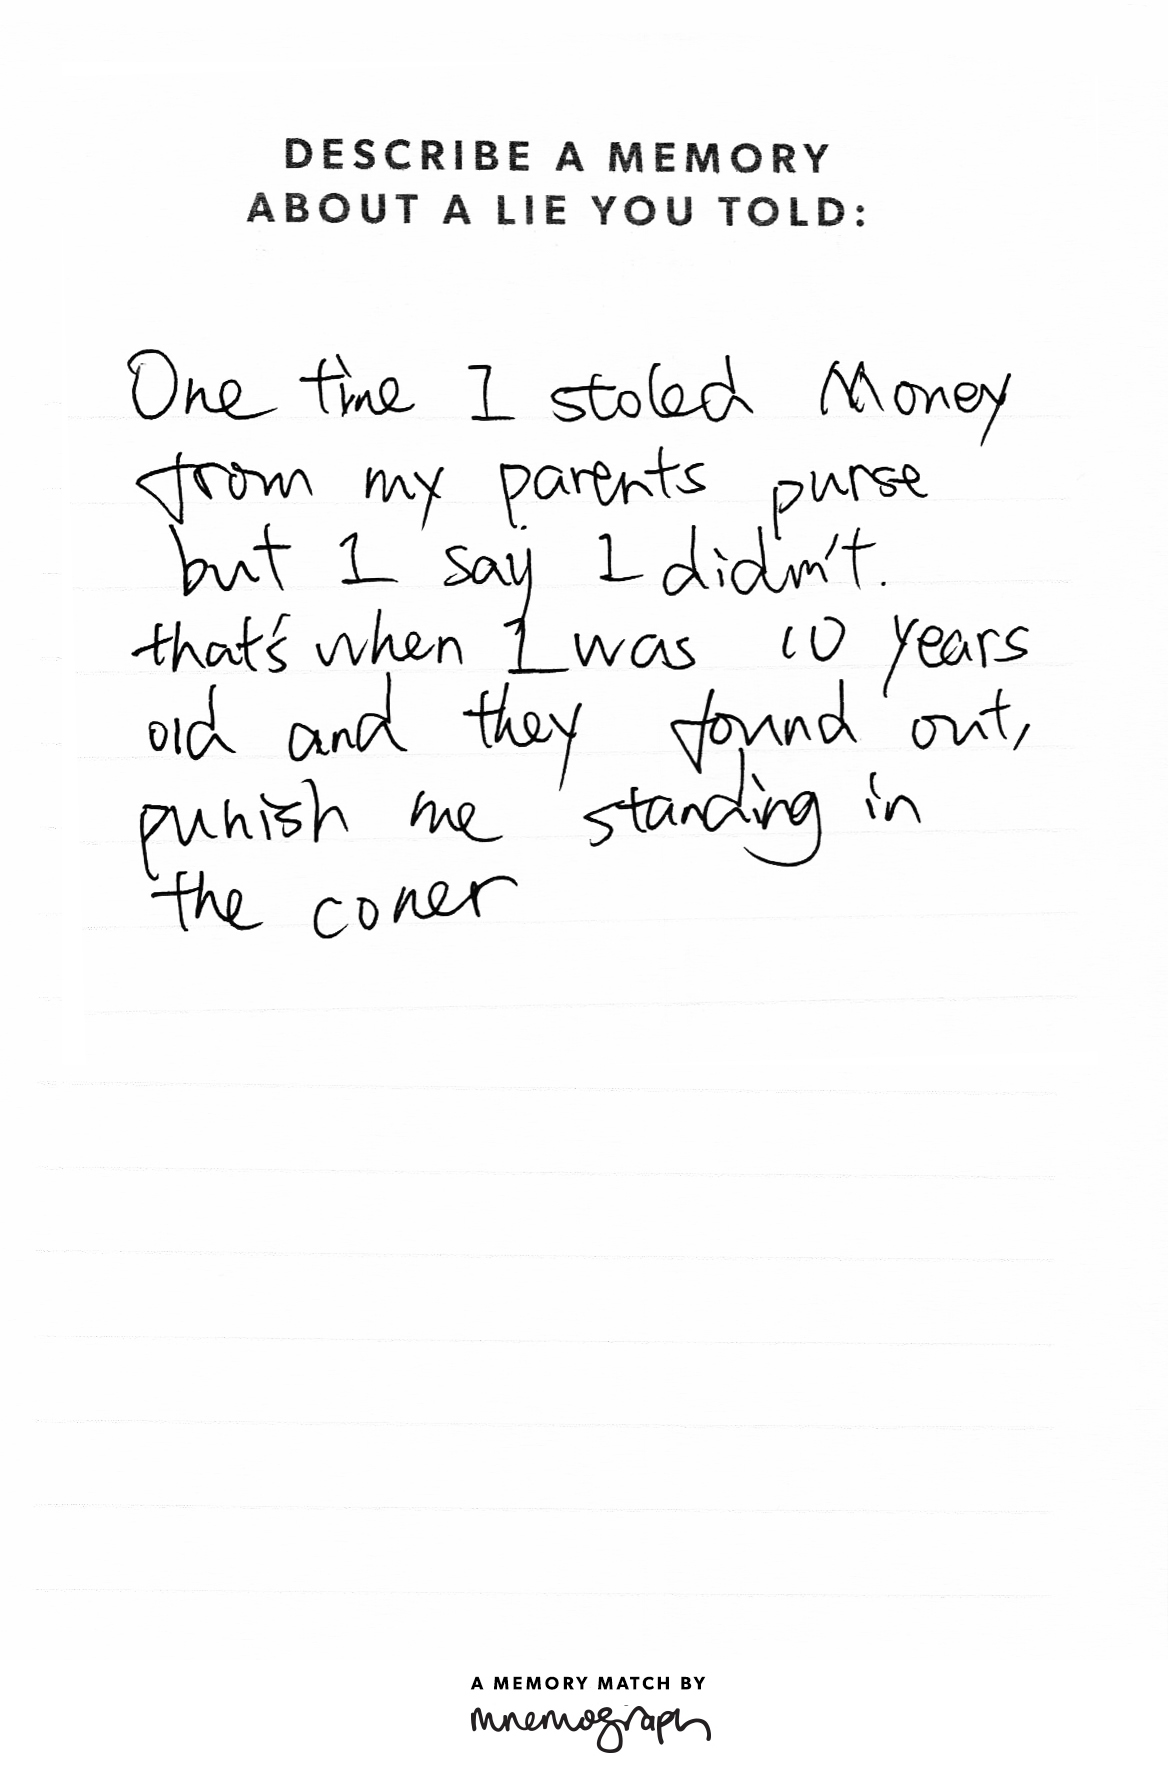 DESCRIBE A MEMORY
ABOUT A LIE YOU TOLD:
One time I stoled Money
from my parents purse
but I say I didn't.
that's when I was 10 years
old and they found out,
punish me standing in
the coner
A MEMORY MATCH BY
mnemograph